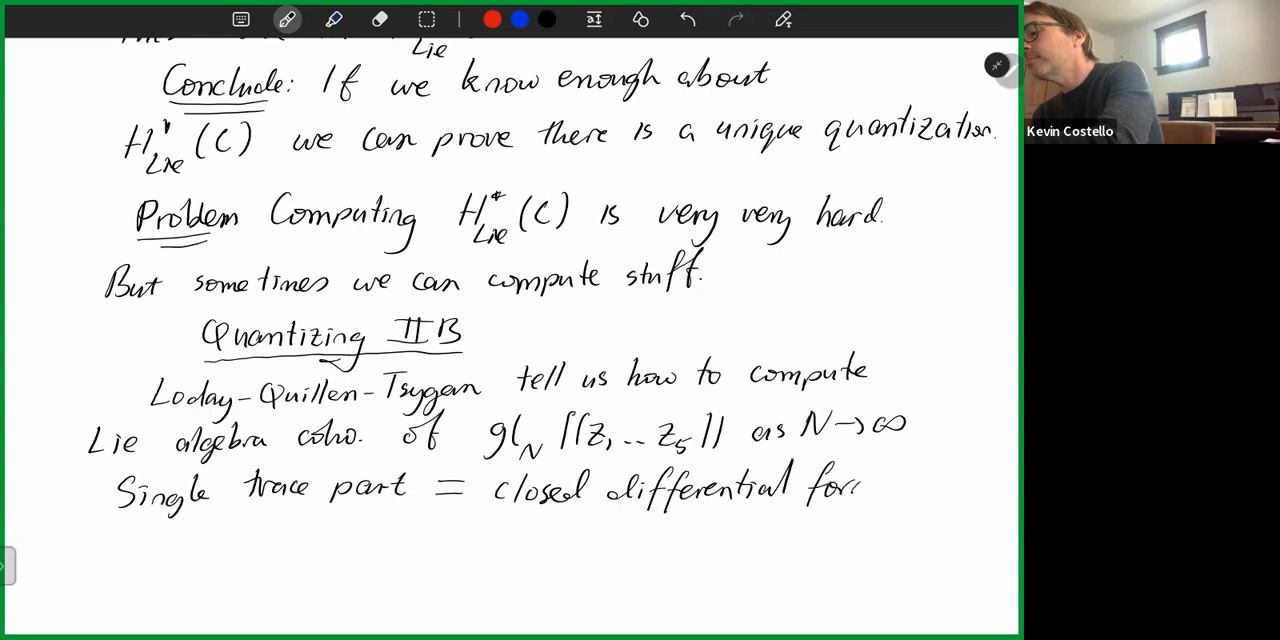 Lie
Conclude: If we know enough about
H*Lie (C) we can prove there is a unique quantization.
Problem Computing H*Lie (C) is very very hard.
But sometimes we can compute stuff.
Quantizing IIB
Loday-Quillen-Tsygan tell us how to compute
Lie algebra coho. of glN [[z, .. z5]] as N→∞
Single trace part = closed differential for
Kevin Costello